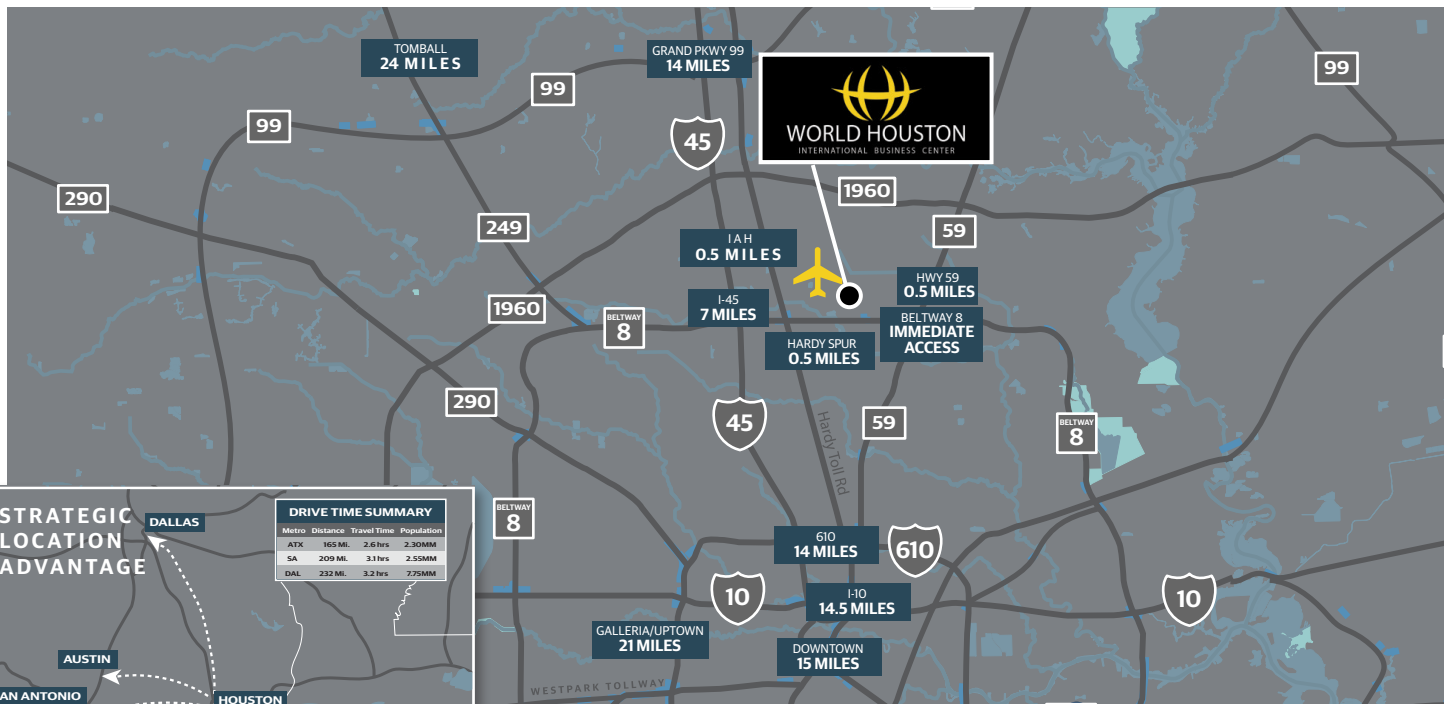 TOMBALL
24 MILES
GRAND PKWY 99
14 MILES
99
99
99
45
WORLD HOUSTON
INTERNATIONAL BUSINESS CENTER
290
1960
249
59
IAH
0.5 MILES
HWY 59
0.5 MILES
I-45
7 MILES
1960
BELTWAY
8
BELTWAY 8
IMMEDIATE
ACCESS
HARDY SPUR
0.5 MILES
290
45
59
Hardy Toll Rd
BELTWAY
8
BELTWAY
8
610
14 MILES
610
10
I-10
14.5 MILES
10
GALLERIA/UPTOWN
21 MILES
DOWNTOWN
15 MILES
WESTPARK TOLLWAY
STRATEGIC
LOCATION
ADVANTAGE
DALLAS
DRIVE TIME SUMMARY
Metro Distance Travel Time Population
ATX 165 Mi. 2.6 hrs 2.30MM
SA 209 Mi. 3.1 hrs 2.55MM
DAL 232 Mi. 3.2 hrs 7.75MM
AUSTIN
AN ANTONIO
HOUSTON